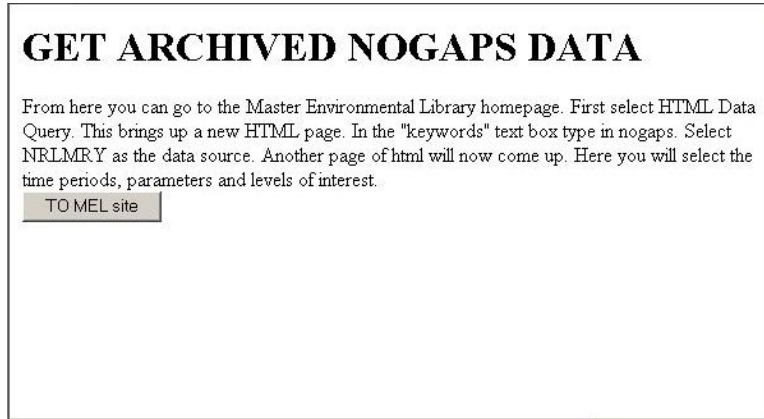 GET ARCHIVED NOGAPS DATA
From here you can go to the Master Environmental Library homepage. First select HTML Data
Query. This brings up a new HTML page. In the "keywords" text box type in nogaps. Select
NRLMRY as the data source. Another page of html will now come up. Here you will select the
time periods, parameters and levels of interest.
TO MEL site